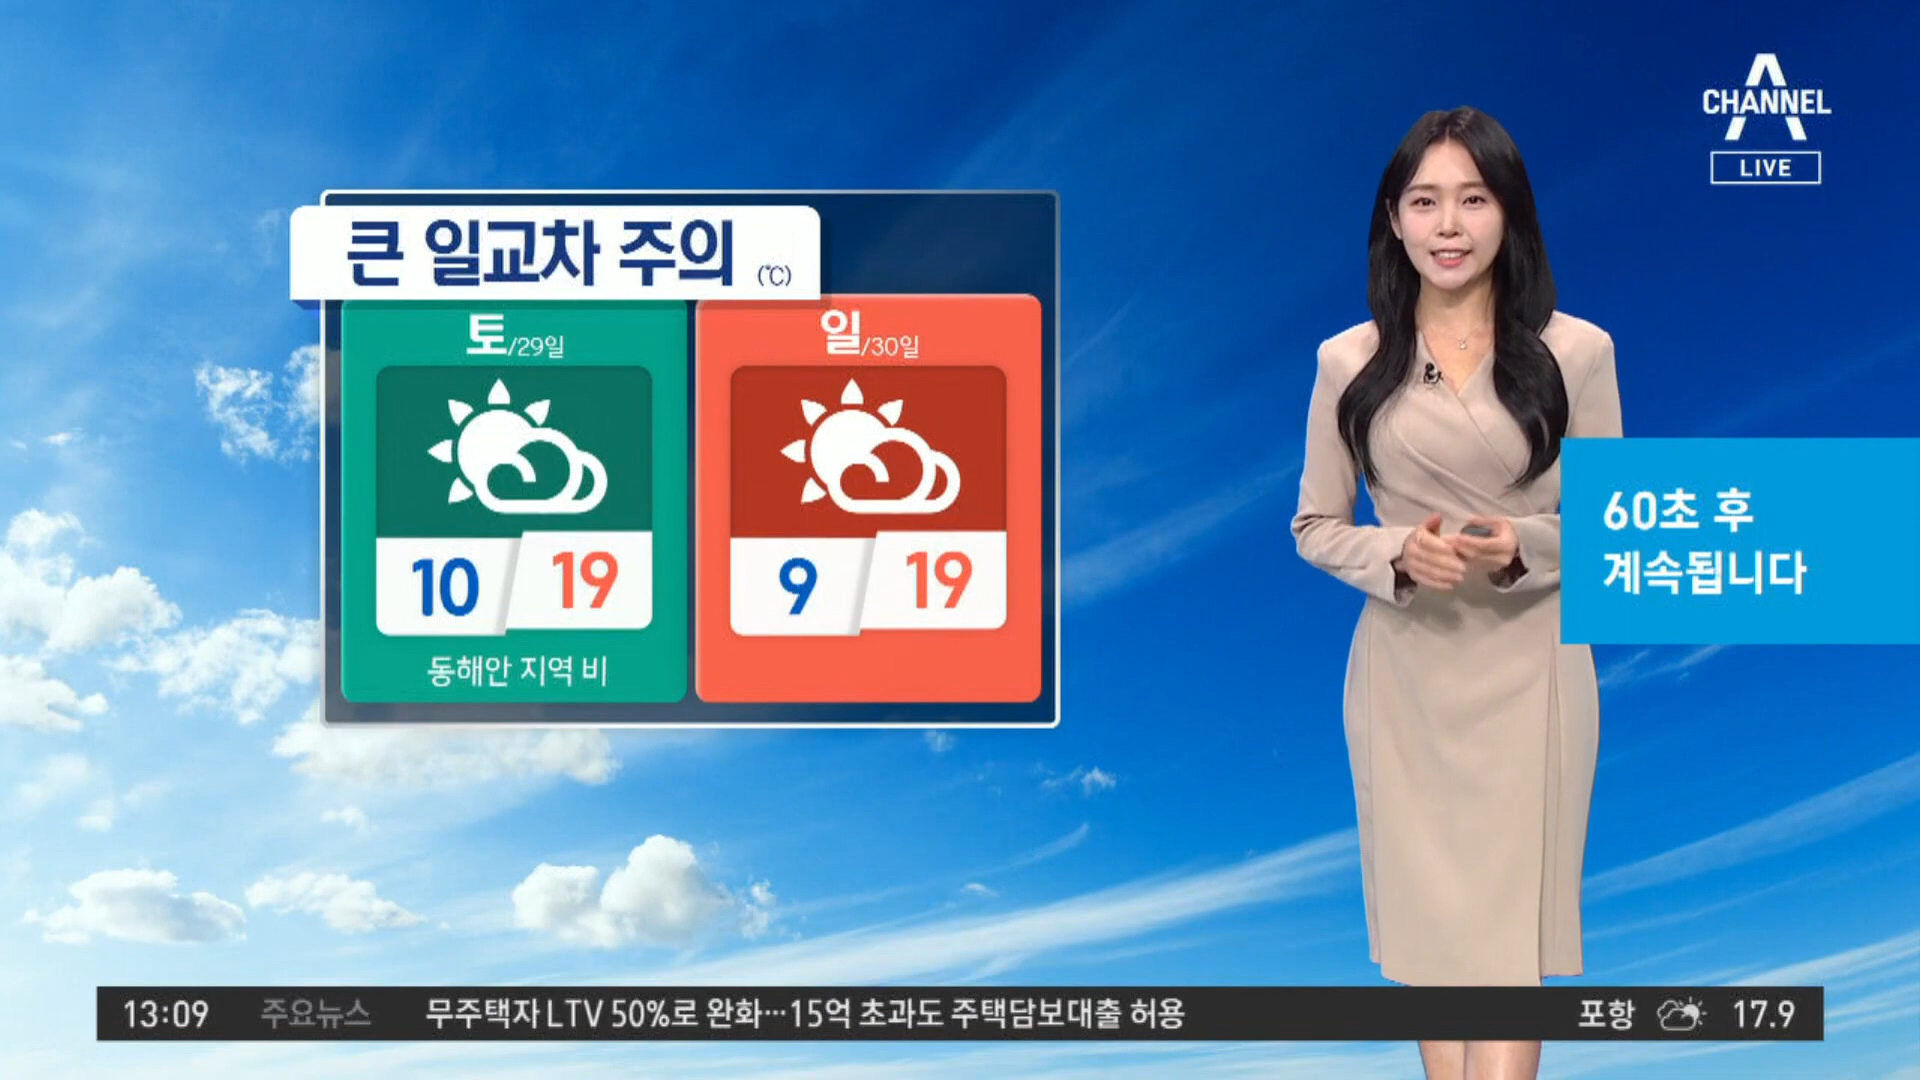 CHANNEL A
LIVE
큰 일교차 주의 (℃)
토/29일
일/30일
10
19
9
19
동해안 지역 비
60초 후
계속됩니다
13:09 주요뉴스 무주택자 LTV 50%로 완화…15억 초과도 주택담보대출 허용 포항 17.9